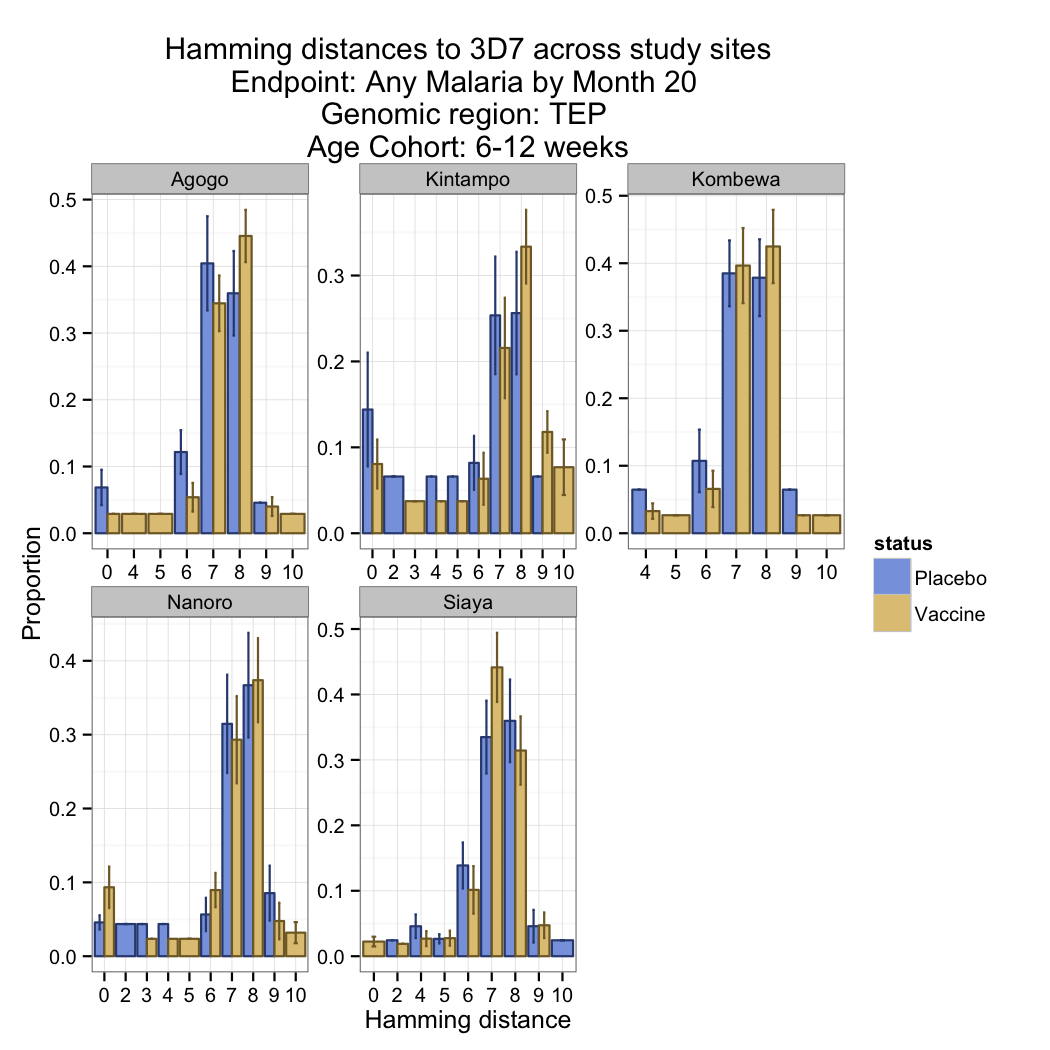 Hamming distances to 3D7 across study sites
Endpoint: Any Malaria by Month 20
Genomic region: TEP
Age Cohort: 6-12 weeks
Agogo
0.5
0.4
0.3
0.2
0.1
0.0
0 4 5 6 7 8 9 10
Kintampo
0.3
0.2
0.1
0.0
0 2 3 4 5 6 7 8 9 10
Kombewa
0.5
0.4
0.3
0.2
0.1
0.0
4 5 6 7 8 9 10
Nanoro
0.4
0.3
0.2
0.1
0.0
0 2 3 4 5 6 7 8 9 10
Siaya
0.5
0.4
0.3
0.2
0.1
0.0
0 2 4 5 6 7 8 9 10
Proportion
Hamming distance
status
Placebo
Vaccine